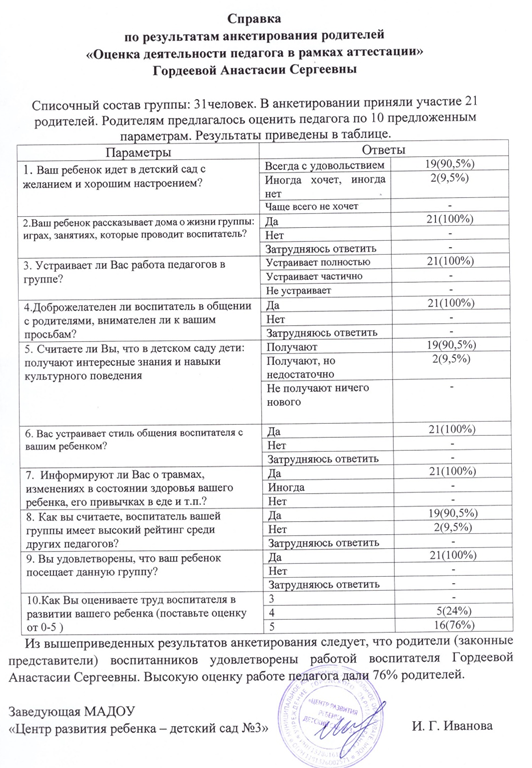 Справка
по результатам анкетирования родителей
«Оценка деятельности педагога в рамках аттестации»
Гордеевой Анастасии Сергеевны
Списочный состав группы: 31человек. В анкетировании приняли участие 21
родителей. Родителям предлагалось оценить педагога по 10 предложенным
параметрам. Результаты приведены в таблице.
Параметры Ответы
1. Ваш ребенок идет в детский сад с
желанием и хорошим настроением?
Всегда с удовольствием 19(90,5%)
Иногда хочет, иногда 2(9,5%)
нет
Чаще всего не хочет -
2.Ваш ребенок рассказывает дома о жизни группы:
играх, занятиях, которые проводит воспитатель?
Да 21(100%)
Нет -
Затрудняюсь ответить -
3. Устраивает ли Вас работа педагогов в
группе?
Устраивает полностью 21(100%)
Устраивает частично -
Не устраивает -
4.Доброжелателен ли воспитатель в общении
с родителями, внимателен ли к вашим
просьбам?
Да 21(100%)
Нет -
Затрудняюсь ответить -
5. Считаете ли Вы, что в детском саду дети:
получают интересные знания и навыки
культурного поведения
Получают 19(90,5%)
Получают, но 2(9,5%)
недостаточно
Не получают ничего -
нового
6. Вас устраивает стиль общения воспитателя с
вашим ребенком?
Да 21(100%)
Нет -
Затрудняюсь ответить -
7. Информируют ли Вас о травмах,
изменениях в состоянии здоровья вашего
ребенка, его привычках в еде и т.п.?
Да 21(100%)
Иногда -
Нет -
8. Как вы считаете, воспитатель вашей
группы имеет высокий рейтинг среди
других педагогов?
Да 19(90,5%)
Нет 2(9,5%)
Затрудняюсь ответить -
9. Вы удовлетворены, что ваш ребенок
посещает данную группу?
Да 21(100%)
Нет -
Затрудняюсь ответить -
10.Как Вы оцениваете труд воспитателя в
развитии вашего ребенка (поставьте оценку
от 0-5 )
3 -
4 5(24%)
5 16(76%)
Из вышеприведенных результатов анкетирования следует, что родители (законные
представители) воспитанников удовлетворены работой воспитателя Гордеевой
Анастасии Сергеевны. Высокую оценку работе педагога дали 76% родителей.
Заведующая МАДОУ
«Центр развития ребенка – детский сад №3» И. Г. Иванова
«ЦЕНТР РАЗВИТИЯ